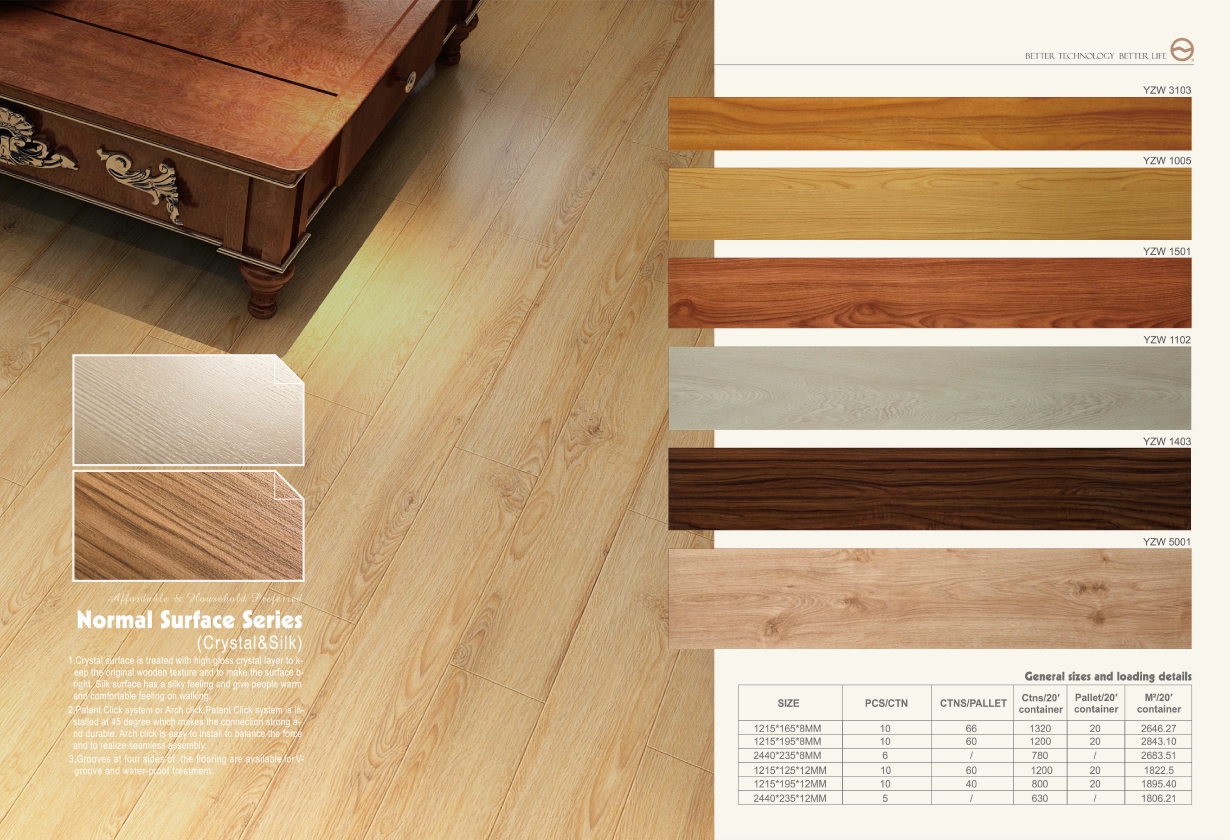 BETTER TECHNOLOGY BETTER LIFE
YZW 3103
YZW 1005
YZW 1501
YZW 1102
YZW 1403
YZW 5001
Affordable & Household Preferred
Normal Surface Series
(Crystal&Silk)
1.Crystal surface is treated with high gloss crystal layer to k-
eep the original wooden texture and to make the surface b-
right. Silk surface has a silky feeling and give people warm
and comfortable feeling on walking.
2.Patent Click system or Arch click.Patent Click system is in-
stalled at 45 degree which makes the connection strong a-
nd durable. Arch click is easy to install to balance the force
and to realize seamless assembly.
3.Grooves at four sides of the flooring are available for V-
groove and water-proof treatment.
General sizes and loading details
SIZE PCS/CTN CTNS/PALLET Ctns/20' container Pallet/20' container M²/20' container
1215*165*8MM 10 66 1320 20 2646.27
1215*195*8MM 10 60 1200 20 2843.10
2440*235*8MM 6 / 780 / 2683.51
1215*125*12MM 10 60 1200 20 1822.5
1215*195*12MM 10 40 800 20 1895.40
2440*235*12MM 5 / 630 / 1806.21